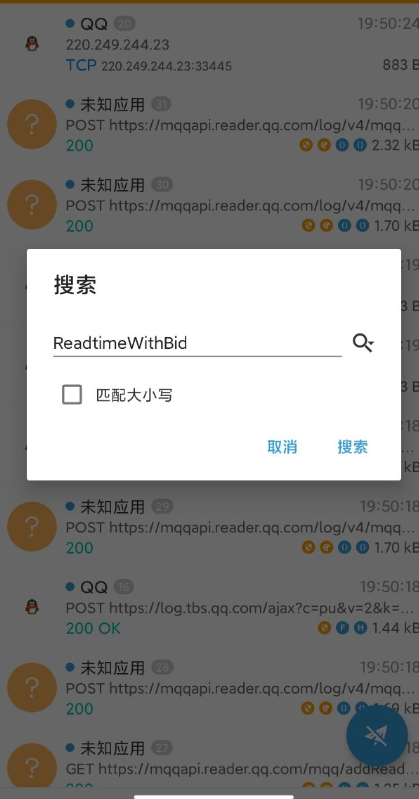 QQ 20 19:50:24
220.249.244.23
TCP 220.249.244.23:33445 883 B
未知应用 31 19:50:20
POST https://mqqapi.reader.qq.com/log/v4/mqq...
200 2.32 kB
未知应用 30 19:50:20
POST https://mqqapi.reader.qq.com/log/v4/mqq...
200 1.70 kB
搜索
ReadtimeWithBid
匹配大小写
取消 搜索
未知应用 29 19:50:18
POST https://mqqapi.reader.qq.com/log/v4/mqq...
200 1.70 kB
QQ 16 19:50:18
POST https://log.tbs.qq.com/ajax?c=pu&v=2&k=...
200 OK F H 1.44 kB
未知应用 28 19:50:18
POST https://mqqapi.reader.qq.com/log/v4/mqq...
200 kB
未知应用 27
GET https://mqqapi.reader.qq.com/mqq/addRead...